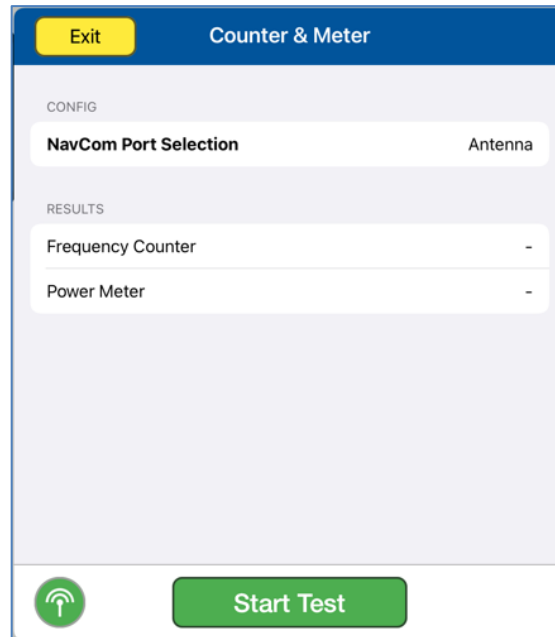 Exit Counter & Meter
CONFIG
NavCom Port Selection Antenna
RESULTS
Frequency Counter -
Power Meter -
Start Test